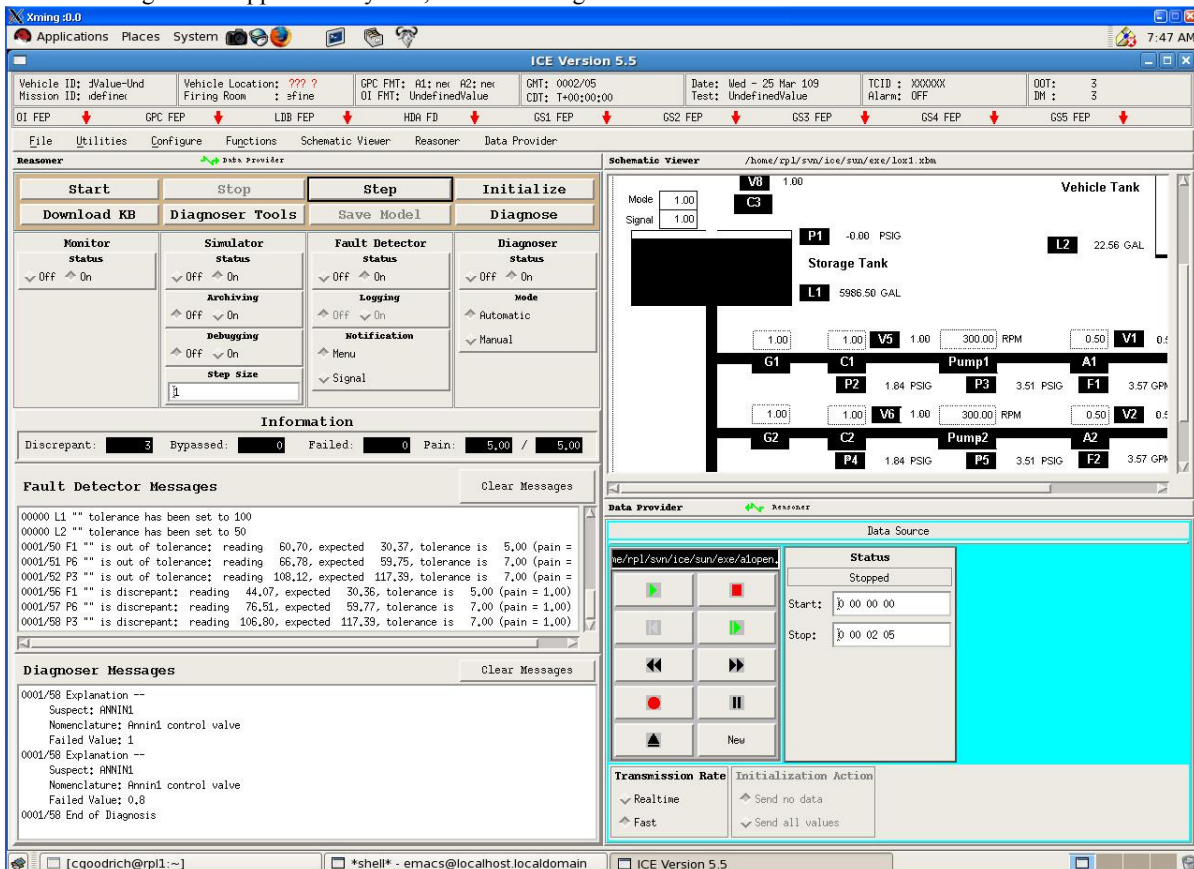 Xming :0.0
Applications Places System 7:47 AM
ICE Version 5.5
Vehicle ID: dValue-Und Vehicle Location: ??? ? GPC FMT: A1: nec A2: nec GMT: 0002/05 Date: Wed - 25 Mar 109 TCID : XXXXXX OOT: 3
Mission ID: idefinec Firing Room : efine OI FMT: UndefinedValue CDT: T+00:00:00 Test: UndefinedValue Alarm: OFF DM : 3
OI FEP GPC FEP LDB FEP HDA FD GS1 FEP GS2 FEP GS3 FEP GS4 FEP GS5 FEP
File Utilities Configure Functions Schematic Viewer Reasoner Data Provider
Reasoner Data Provider
Start Stop Step Initialize
Download KB Diagnoser Tools Save Model Diagnose
Monitor Simulator Fault Detector Diagnoser
Status Status Status Status
Off On Off On Off On Off On
Archiving Logging Mode
Off On Off On Automatic
Debugging Notification Manual
Off On Menu
Step Size Signal
1
Information
Discrepant: 3 Bypassed: 0 Failed: 0 Pain: 5.00 / 5.00
Fault Detector Messages Clear Messages
00000 L1 "" tolerance has been set to 100
00000 L2 "" tolerance has been set to 50
0001/50 F1 "" is out of tolerance: reading 60.70, expected 30.37, tolerance is 5.00 (pain =
0001/51 P6 "" is out of tolerance: reading 66.78, expected 59.75, tolerance is 7.00 (pain =
0001/52 P3 "" is out of tolerance: reading 108.12, expected 117.39, tolerance is 7.00 (pain =
0001/56 F1 "" is discrepant: reading 44.07, expected 30.36, tolerance is 5.00 (pain = 1.00)
0001/57 P6 "" is discrepant: reading 76.51, expected 59.77, tolerance is 7.00 (pain = 1.00)
0001/58 P3 "" is discrepant: reading 106.80, expected 117.39, tolerance is 7.00 (pain = 1.00)
Diagnoser Messages Clear Messages
0001/58 Explanation --
Suspect: ANNIN1
Nomenclature: Annin1 control valve
Failed Value: 1
0001/58 Explanation --
Suspect: ANNIN1
Nomenclature: Annin1 control valve
Failed Value: 0.8
0001/58 End of Diagnosis
Schematic Viewer /home/rpl/svn/ice/sun/exe/lox1.xbm
V8 1.00 Vehicle Tank
Mode 1.00 C3
Signal 1.00
P1 -0.00 PSIG
L2 22.56 GAL
Storage Tank
L1 5986.50 GAL
1.00 1.00 V5 1.00 300.00 RPM 0.50 V1 0.5
G1 C1 Pump1 A1
P2 1.84 PSIG P3 3.51 PSIG F1 3.57 GPM
1.00 1.00 V6 1.00 300.00 RPM 0.50 V2 0.5
G2 C2 Pump2 A2
P4 1.84 PSIG P5 3.51 PSIG F2 3.57 GPM
Data Provider Reasoner
Data Source
me/rpl/svn/ice/sun/exe/a1open. Status
Stopped
Start: 0 00 00 00
Stop: 0 00 02 05
New
Transmission Rate Initialization Action
Realtime Send no data
Fast Send all values
[cgoodrich@rpl1:~] *shell* - emacs@localhost.localdomain ICE Version 5.5